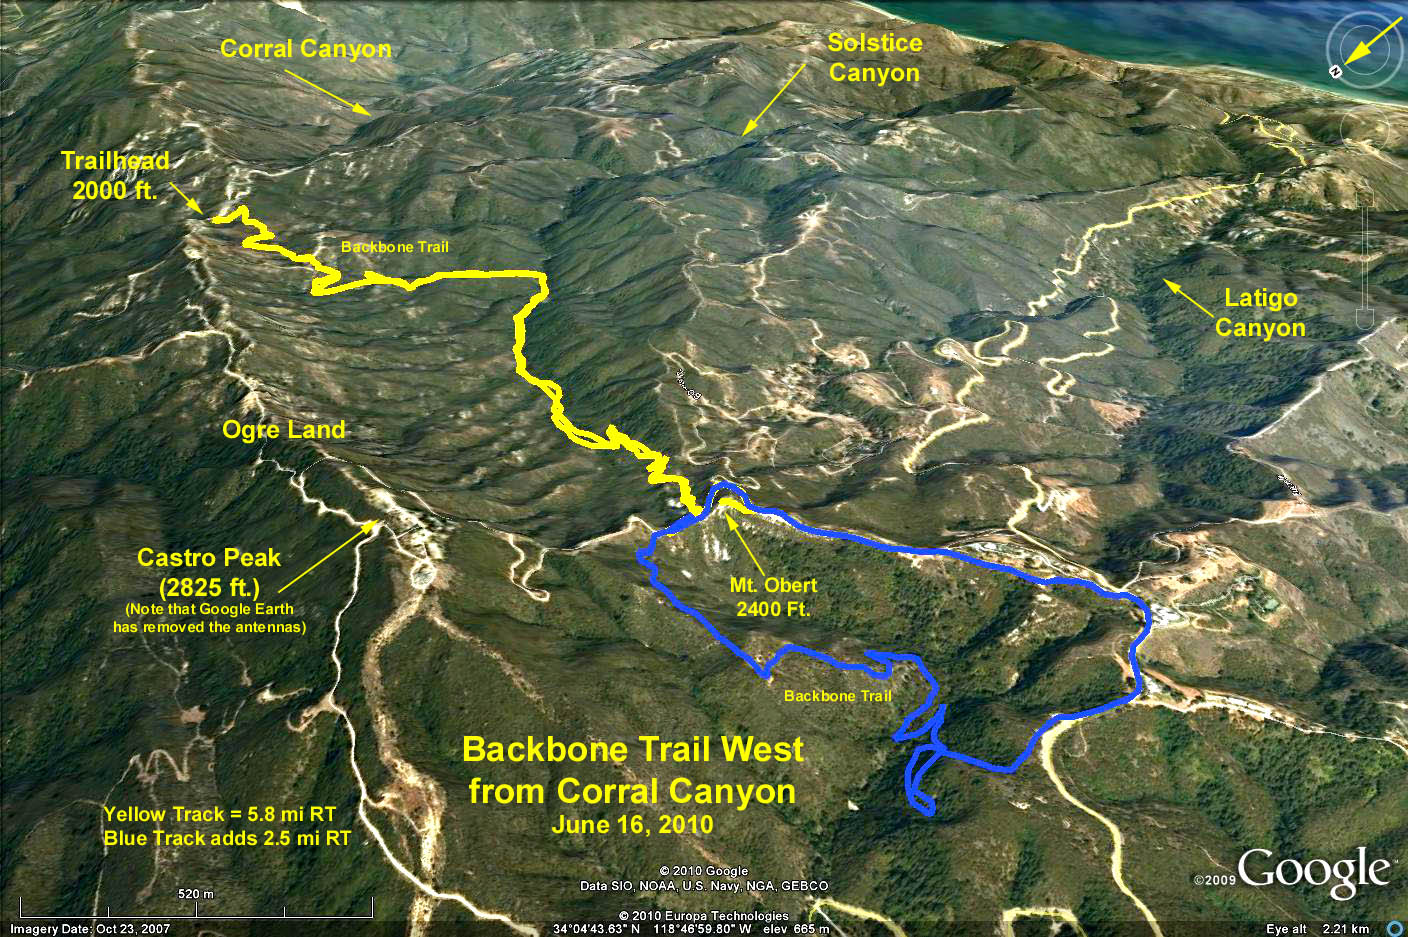 Corral Canyon
Solstice
Canyon
N
Trailhead
2000 ft.
Backbone Trail
Latigo
Canyon
Ogre Land
Castro Peak
(2825 ft.)
(Note that Google Earth
has removed the antennas)
Mt. Obert
2400 Ft.
Backbone Trail
Backbone Trail West
from Corral Canyon
June 16, 2010
Yellow Track = 5.8 mi RT
Blue Track adds 2.5 mi RT
520 m
© 2010 Google
Data SIO, NOAA, U.S. Navy, NGA, GEBCO
© 2010 Europa Technologies
©2009 Google™
Imagery Date: Oct 23, 2007
34°04'43.63" N 118°46'59.80" W elev 665 m
Eye alt 2.21 km